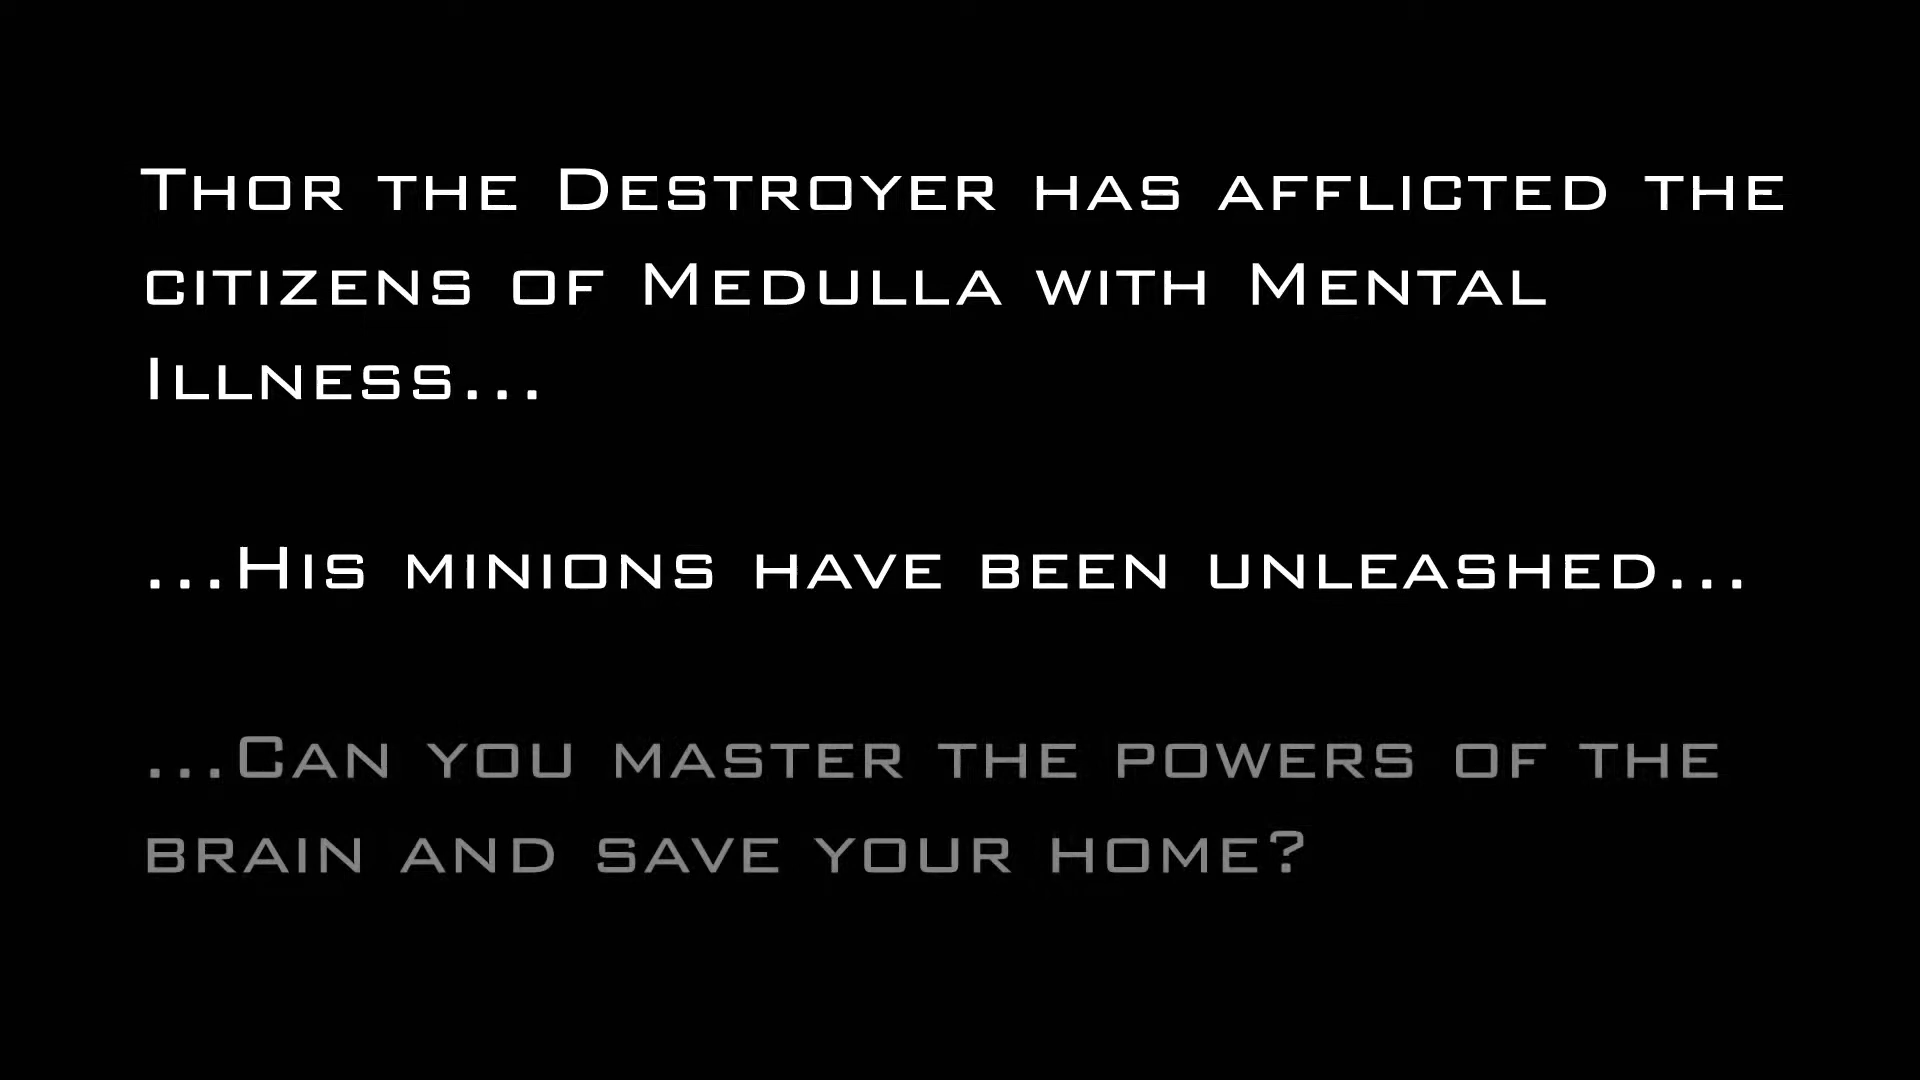 Thor the Destroyer has afflicted the
citizens of Medulla with Mental
Illness...
...His minions have been unleashed...
...Can you master the powers of the
brain and save your home?